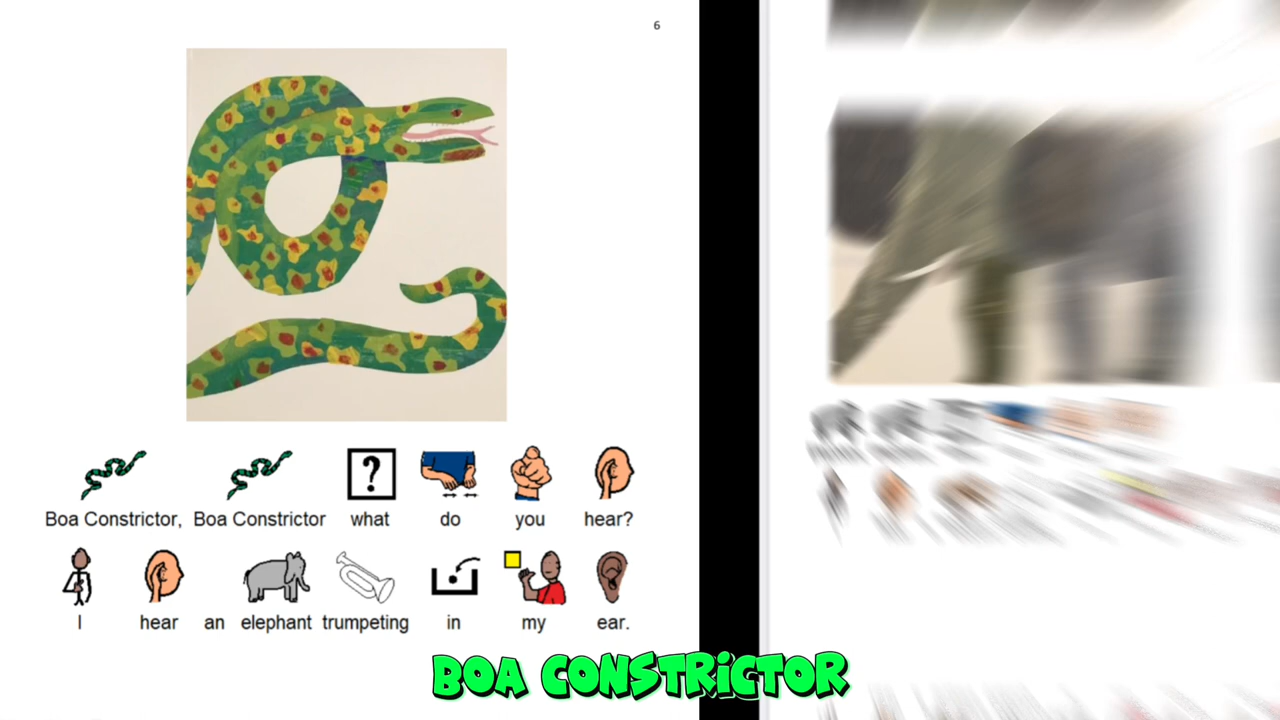 6
Boa Constrictor, Boa Constrictor what do you hear?
I hear an elephant trumpeting in my ear.
BOA CONSTRICTOR